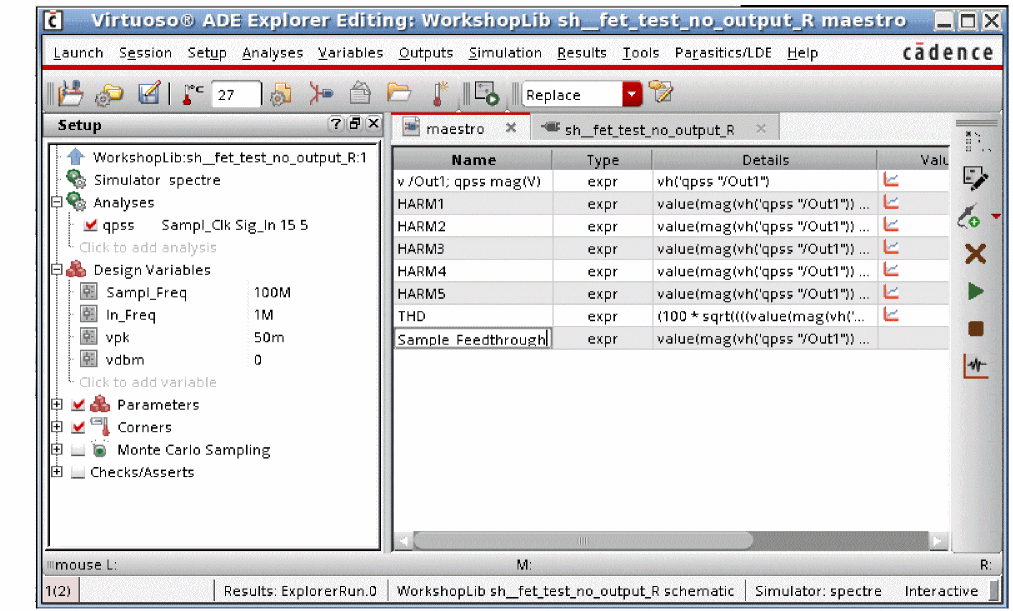 Virtuoso® ADE Explorer Editing: WorkshopLib sh__fet_test_no_output_R maestro
Launch Session Setup Analyses Variables Outputs Simulation Results Tools Parasitics/LDE Help cādence
°C 27 Replace
Setup
maestro sh__fet_test_no_output_R
WorkshopLib:sh__fet_test_no_output_R:1
Simulator spectre
Analyses
qpss Sampl_Clk Sig_In 15 5
Click to add analysis
Design Variables
Sampl_Freq 100M
In_Freq 1M
vpk 50m
vdbm 0
Click to add variable
Parameters
Corners
Monte Carlo Sampling
Checks/Asserts
Name Type Details Valu
v /Out1; qpss mag(V) expr vh('qpss "/Out1")
HARM1 expr value(mag(vh('qpss "/Out1")) ...
HARM2 expr value(mag(vh('qpss "/Out1")) ...
HARM3 expr value(mag(vh('qpss "/Out1")) ...
HARM4 expr value(mag(vh('qpss "/Out1")) ...
HARM5 expr value(mag(vh('qpss "/Out1")) ...
THD expr (100 * sqrt((((value(mag(vh('...
Sample Feedthrough expr value(mag(vh('qpss "/Out1")) ...
mouse L: M: R:
1(2) Results: ExplorerRun.0 WorkshopLib sh__fet_test_no_output_R schematic Simulator: spectre Interactive